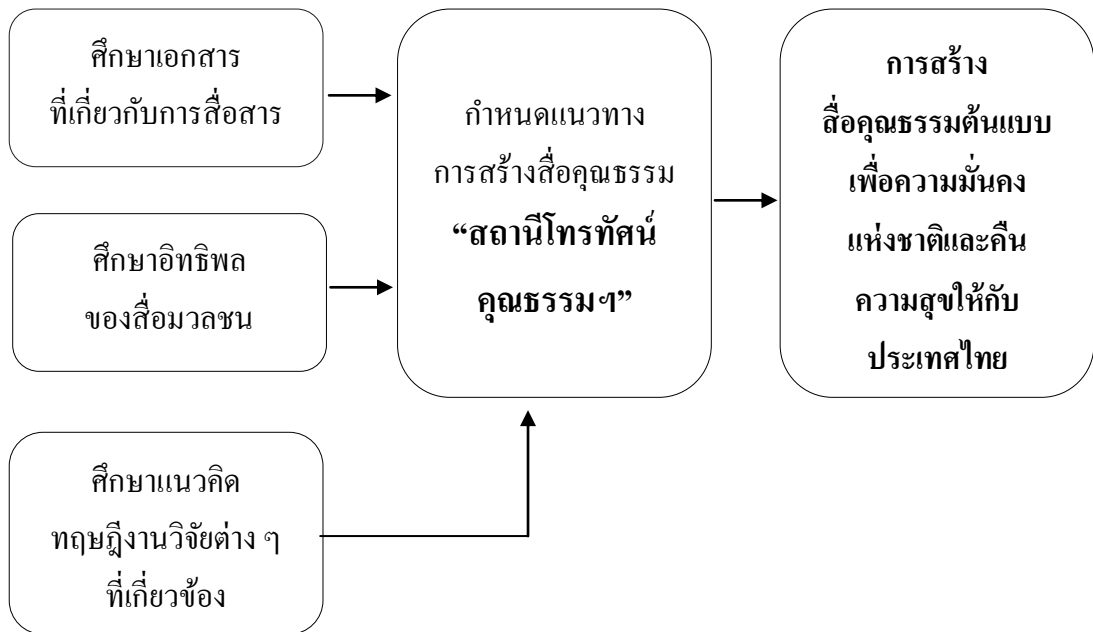 ศึกษาเอกสาร
ที่เกี่ยวกับการสื่อสาร
ศึกษาอิทธิพล
ของสื่อมวลชน
ศึกษาแนวคิด
ทฤษฎีงานวิจัยต่าง ๆ
ที่เกี่ยวข้อง
กำหนดแนวทาง
การสร้างสื่อคุณธรรม
“สถานีโทรทัศน์
คุณธรรมฯ”
การสร้าง
สื่อคุณธรรมต้นแบบ
เพื่อความมั่นคง
แห่งชาติและคืน
ความสุขให้กับ
ประเทศไทย